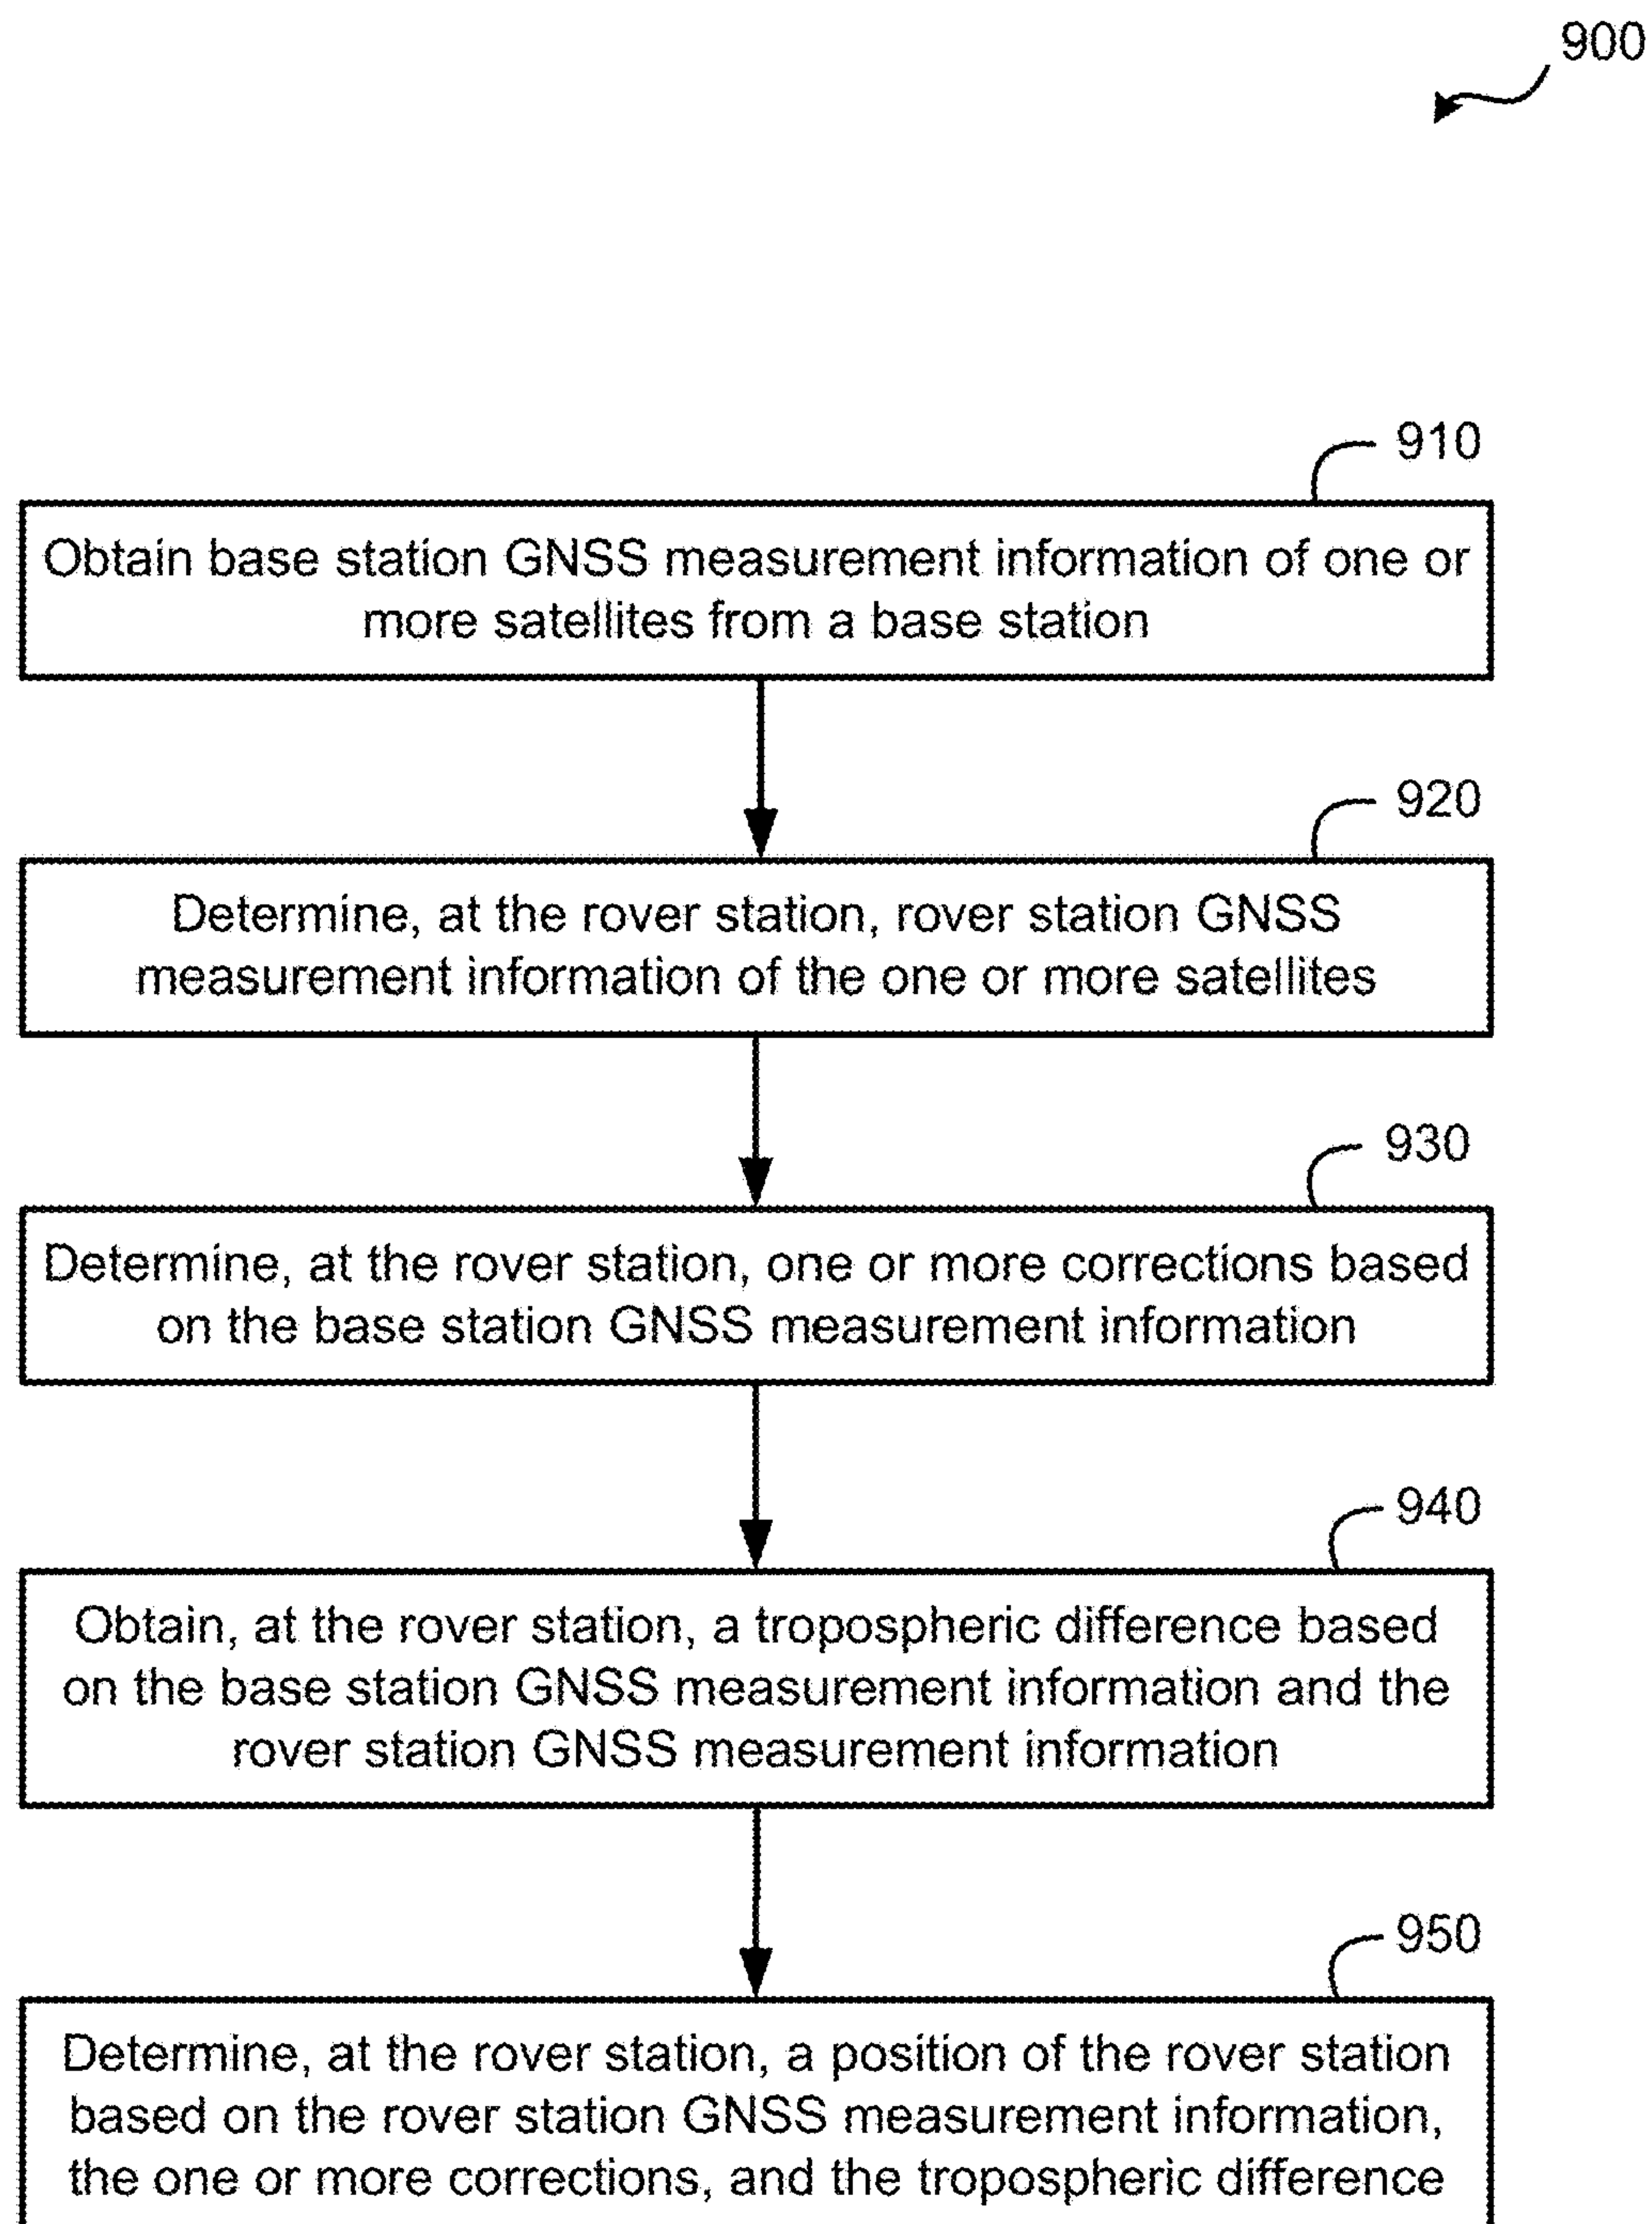 900
910
Obtain base station GNSS measurement information of one or
more satellites from a base station
920
Determine, at the rover station, rover station GNSS
measurement information of the one or more satellites
930
Determine, at the rover station, one or more corrections based
on the base station GNSS measurement information
940
Obtain, at the rover station, a tropospheric difference based
on the base station GNSS measurement information and the
rover station GNSS measurement information
950
Determine, at the rover station, a position of the rover station
based on the rover station GNSS measurement information,
the one or more corrections, and the tropospheric difference